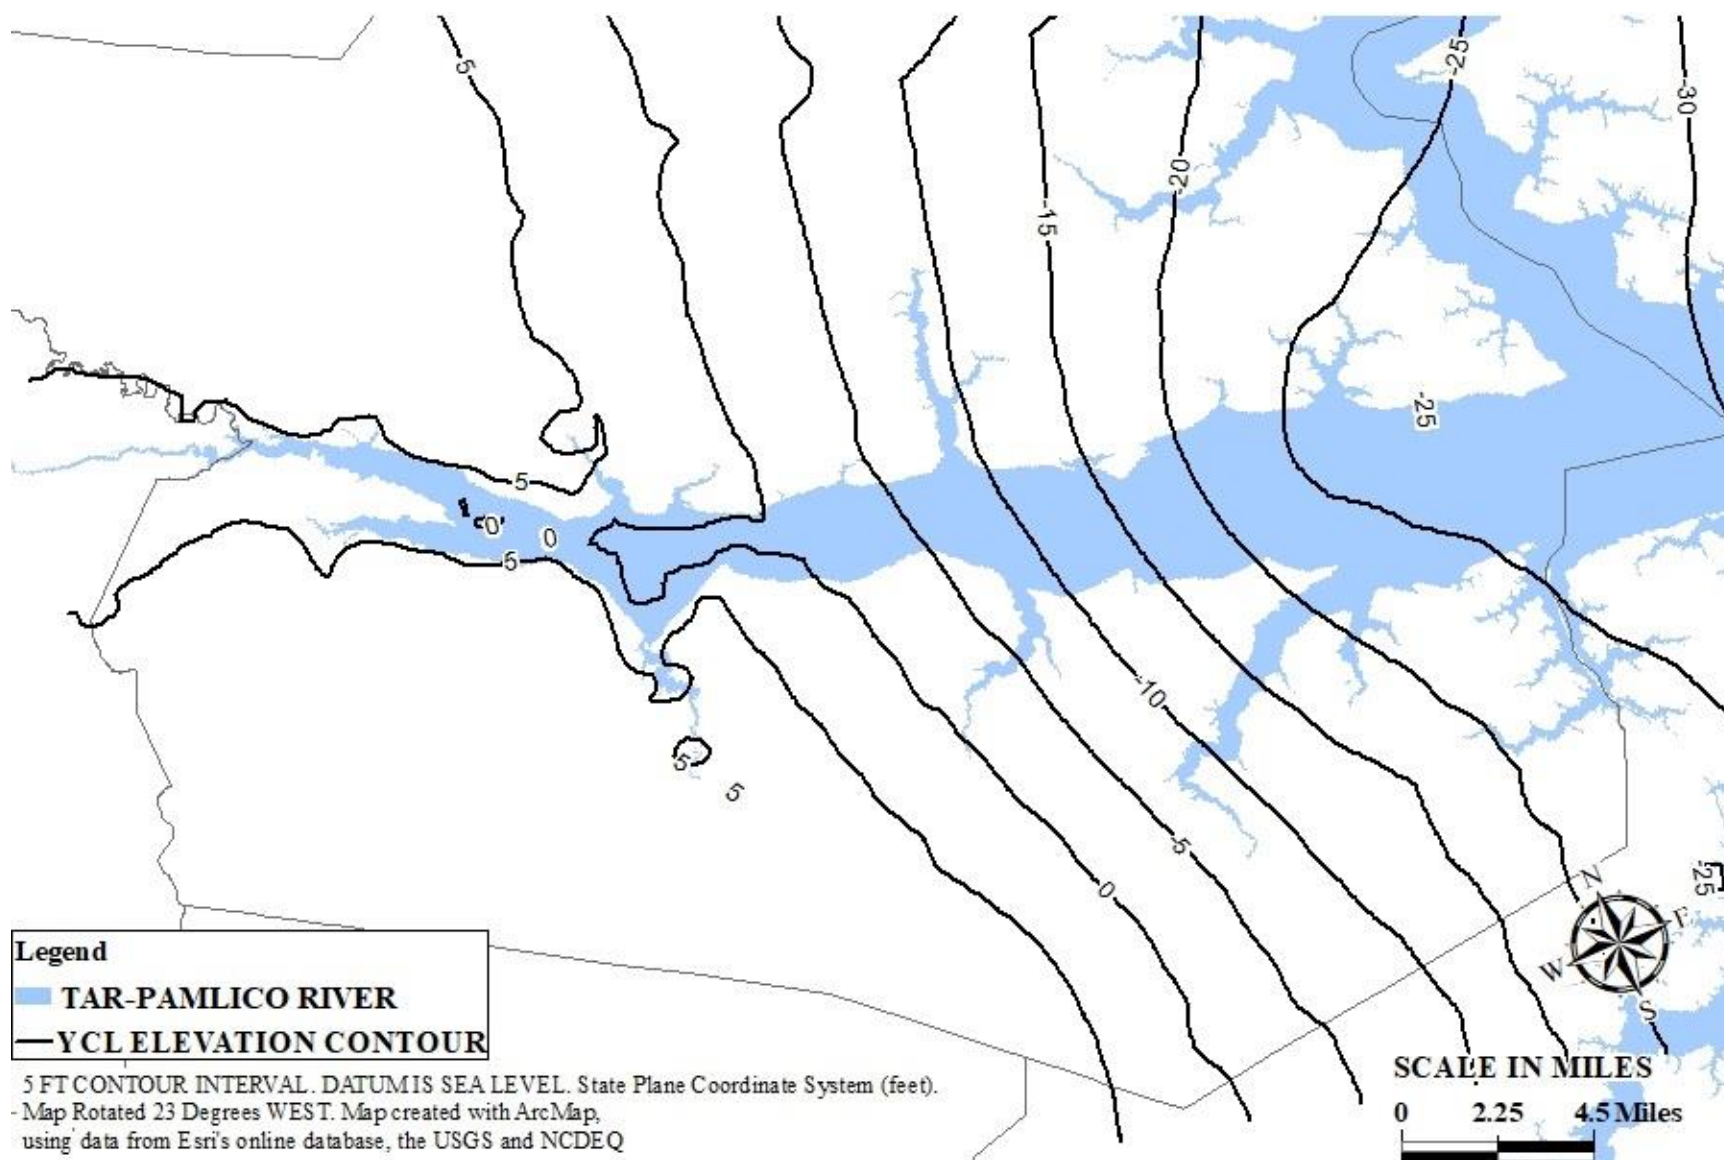 5
-25
-30
-20
-15
-25
5
0
0
5
-10
5
5
-5
0
-25
N
E
W
S
Legend
TAR-PAMLICO RIVER
YCL ELEVATION CONTOUR
5 FT CONTOUR INTERVAL. DATUM IS SEA LEVEL. State Plane Coordinate System (feet).
Map Rotated 23 Degrees WEST. Map created with ArcMap,
using data from Esri's online database, the USGS and NCDEQ
SCALE IN MILES
0 2.25 4.5 Miles